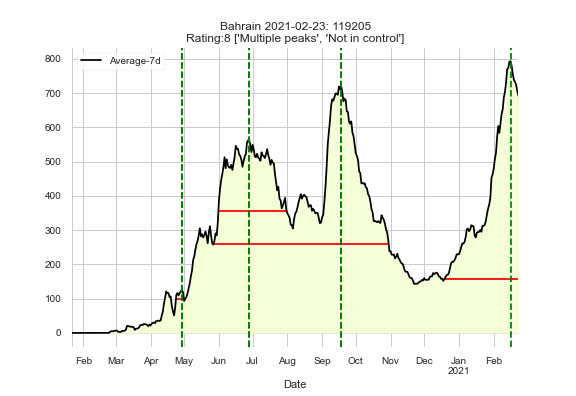 Bahrain 2021-02-23: 119205
Rating:8 ['Multiple peaks', 'Not in control']
Average-7d
800
700
600
500
400
300
200
100
0
Feb Mar Apr May Jun Jul Aug Sep Oct Nov Dec Jan Feb
2021
Date